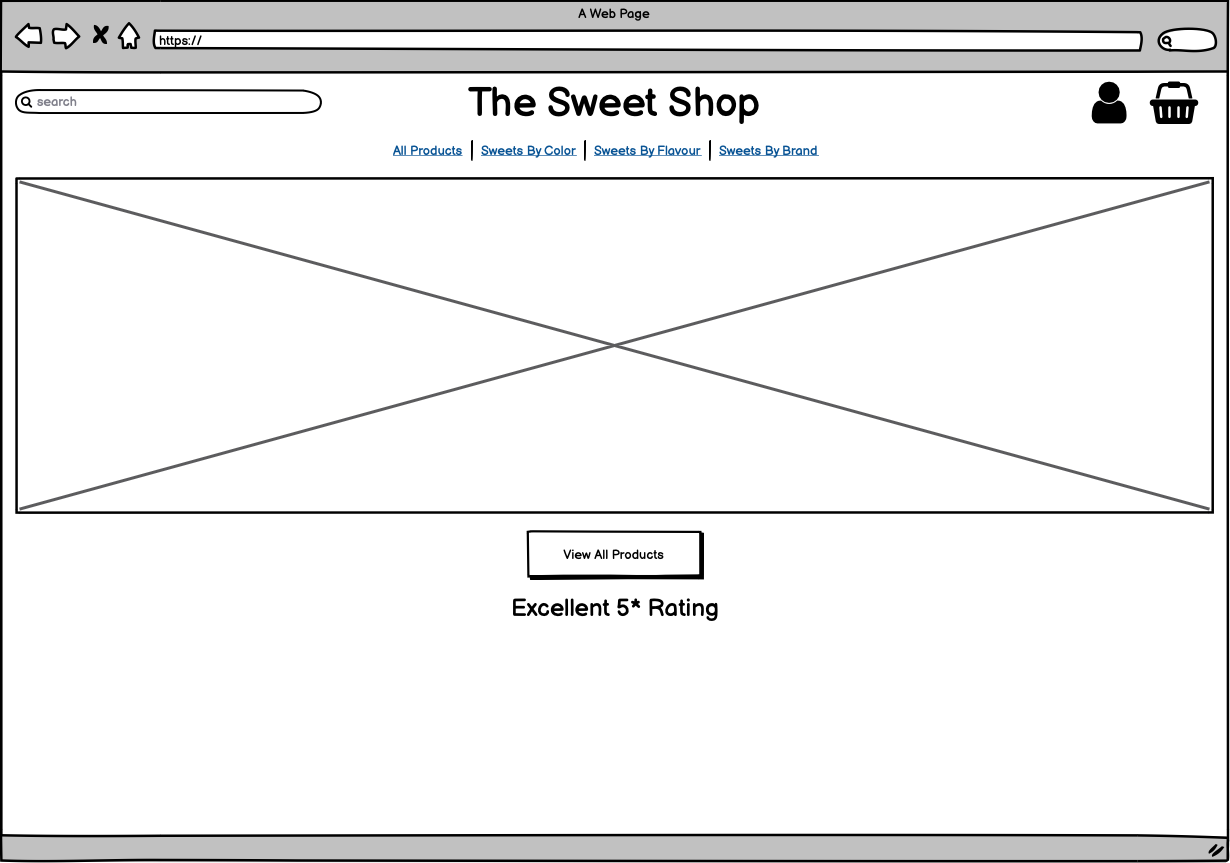 A Web Page
https://
search
The Sweet Shop
All Products | Sweets By Color | Sweets By Flavour | Sweets By Brand
View All Products
Excellent 5* Rating